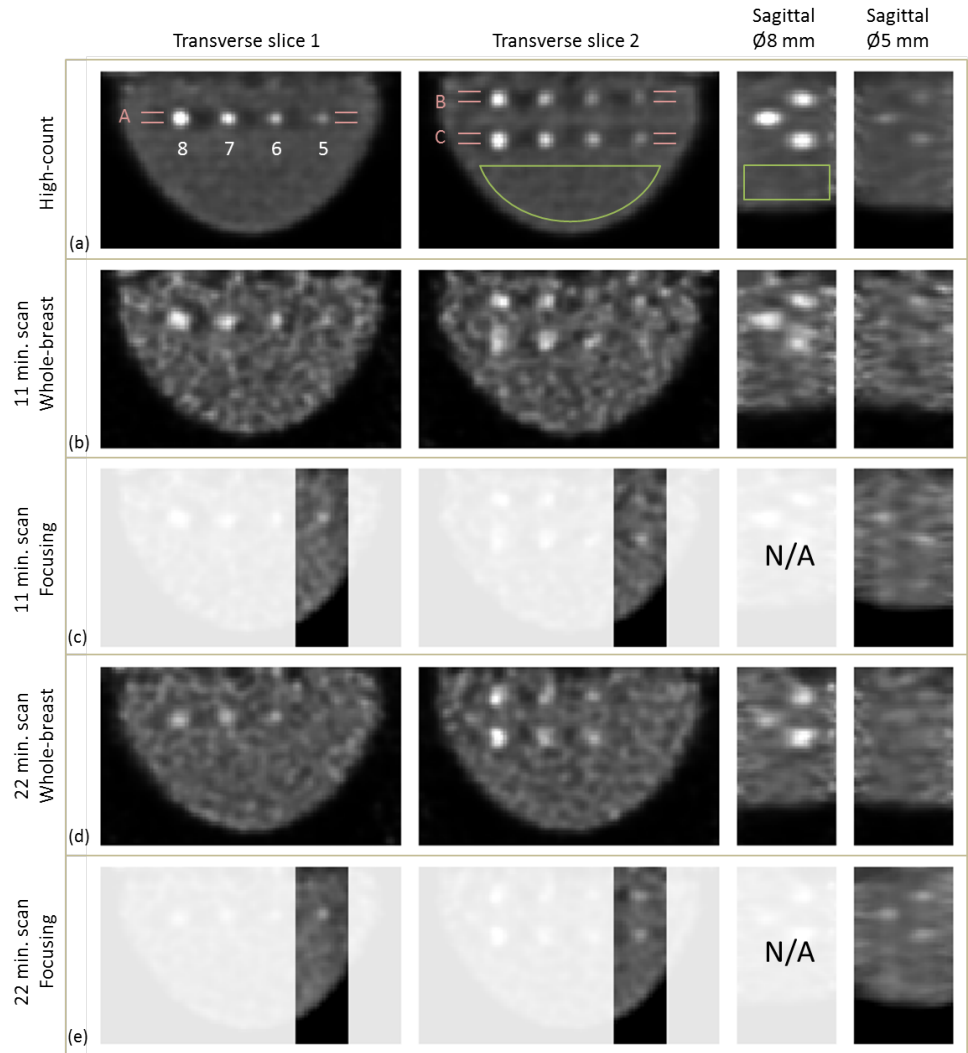 Transverse slice 1
Transverse slice 2
Sagittal
Ø8 mm
Sagittal
Ø5 mm
High-count
(a)
A
8 7 6 5
B
C
11 min. scan
Whole-breast
(b)
11 min. scan
Focusing
(c)
N/A
22 min. scan
Whole-breast
(d)
22 min. scan
Focusing
(e)
N/A